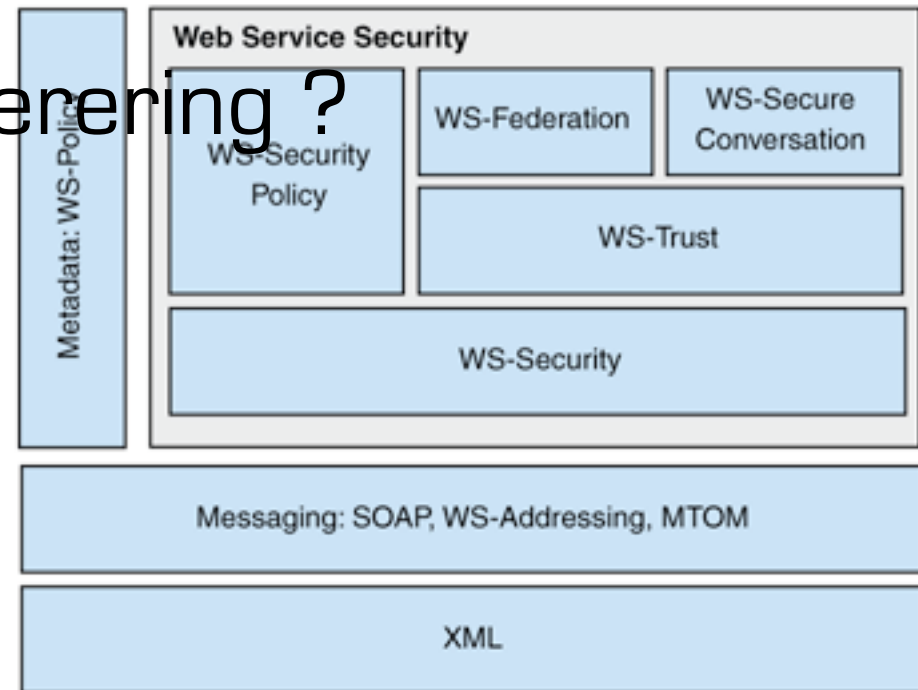 Web Service Security
erering ?
Metadata: WS-Policy
WS-Security
Policy
WS-Federation
WS-Secure
Conversation
WS-Trust
WS-Security
Messaging: SOAP, WS-Addressing, MTOM
XML